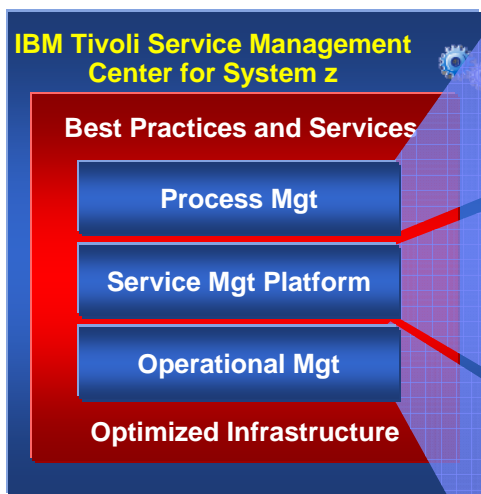 IBM Tivoli Service Management
Center for System z
Best Practices and Services
Process Mgt
Service Mgt Platform
Operational Mgt
Optimized Infrastructure